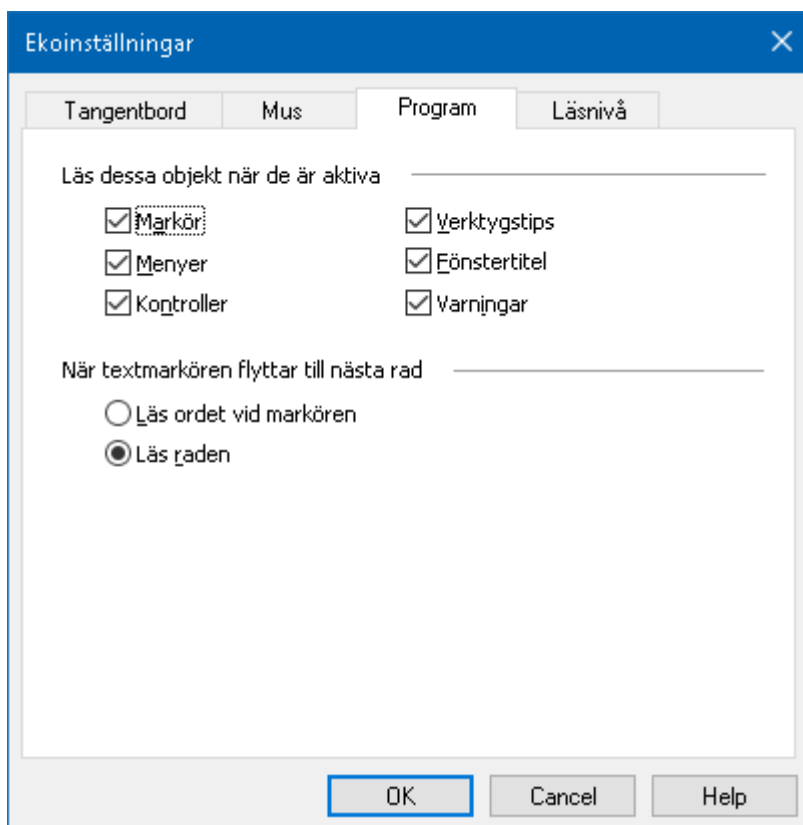 Ekoinställningar
Tangentbord Mus Program Läsnivå
Läs dessa objekt när de är aktiva
Markör Verktygstips
Menyer Fönstertitel
Kontroller Varningar
När textmarkören flyttar till nästa rad
Läs ordet vid markören
Läs raden
OK Cancel Help